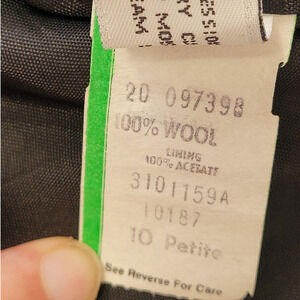 20 097398
100% WOOL
LINING
100% ACETATE
3101159A
10187
10 Petite
See Reverse For Care